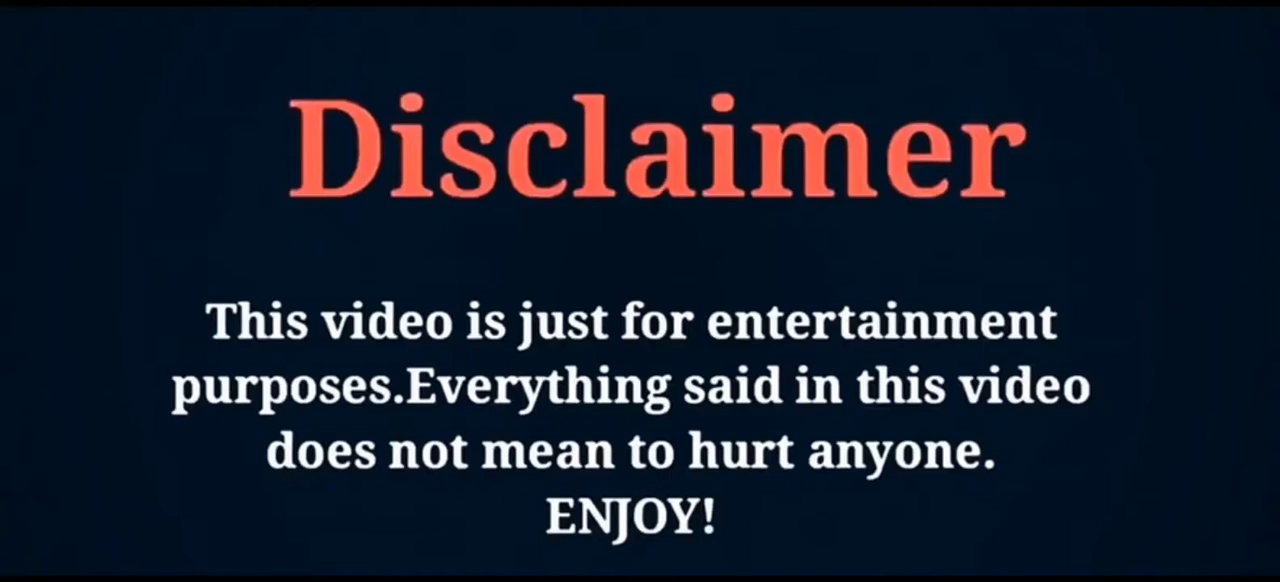 Disclaimer
This video is just for entertainment
purposes.Everything said in this video
does not mean to hurt anyone.
ENJOY!